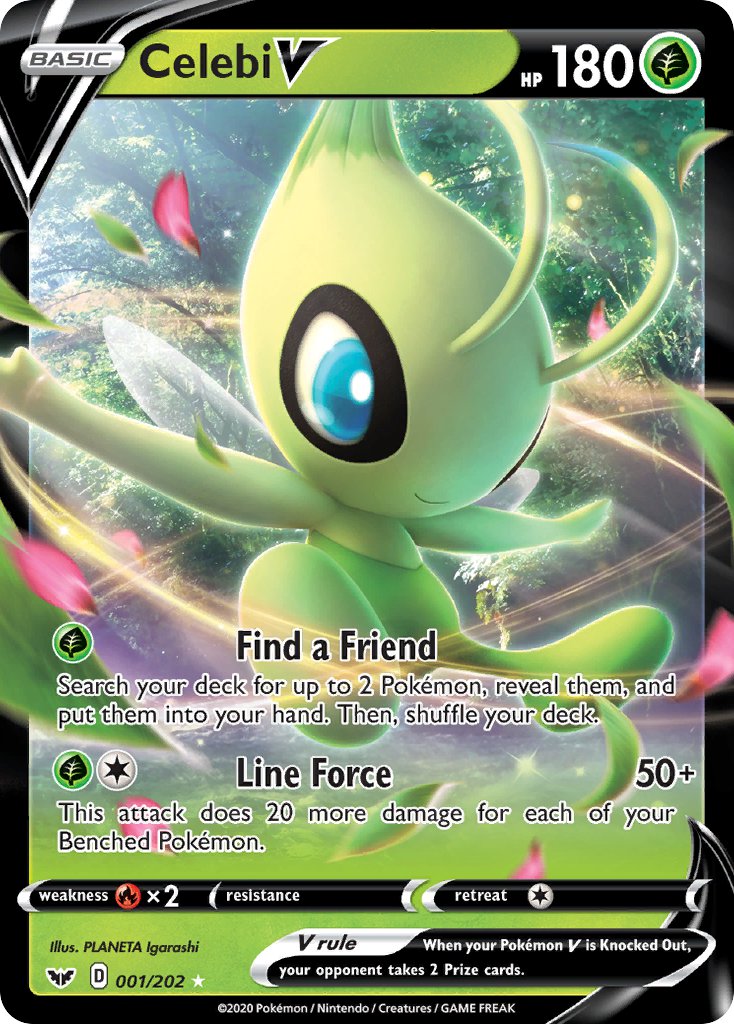 BASIC Celebi V HP 180
Find a Friend
Search your deck for up to 2 Pokémon, reveal them, and
put them into your hand. Then, shuffle your deck.
Line Force 50+
This attack does 20 more damage for each of your
Benched Pokémon.
weakness ×2 resistance retreat
Illus. PLANETA Igarashi
V rule When your Pokémon V is Knocked Out,
your opponent takes 2 Prize cards.
D 001/202
©2020 Pokémon / Nintendo / Creatures / GAME FREAK